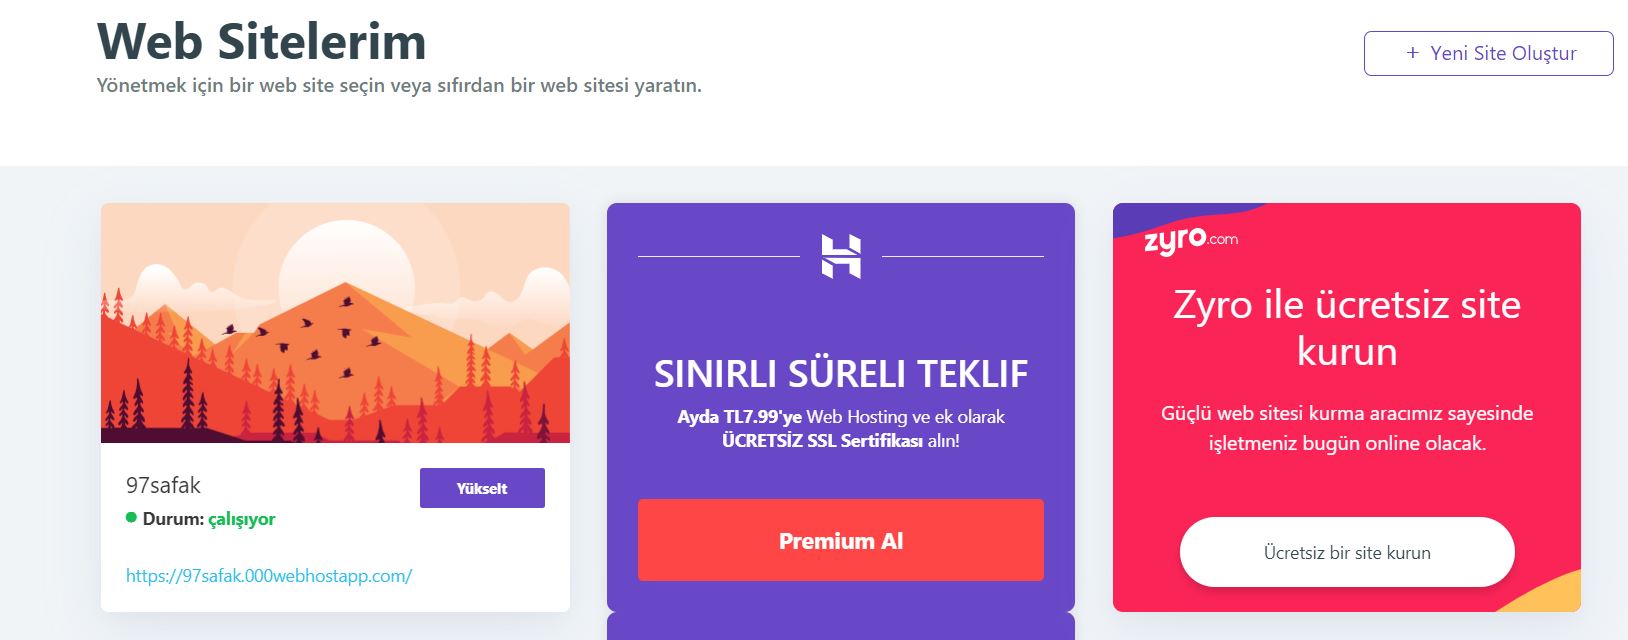 Web Sitelerim
Yönetmek için bir web site seçin veya sıfırdan bir web sitesi yaratın.
+ Yeni Site Oluştur
97safak
Yükselt
Durum: çalışıyor
https://97safak.000webhostapp.com/
SINIRLI SÜRELI TEKLIF
Ayda TL7.99'ye Web Hosting ve ek olarak
ÜCRETSİZ SSL Sertifikası alın!
Premium Al
zyro.com
Zyro ile ücretsiz site
kurun
Güçlü web sitesi kurma aracımız sayesinde
işletmeniz bugün online olacak.
Ücretsiz bir site kurun